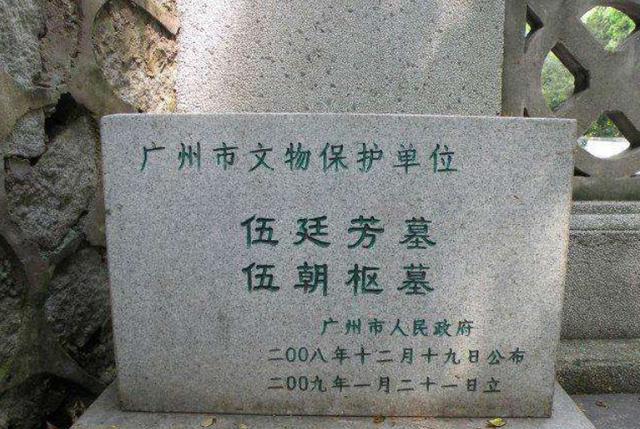 广州市文物保护单位
伍廷芳墓
伍朝枢墓
广州市人民政府
二00八年十二月十九日公布
二00九年一月二十一日立